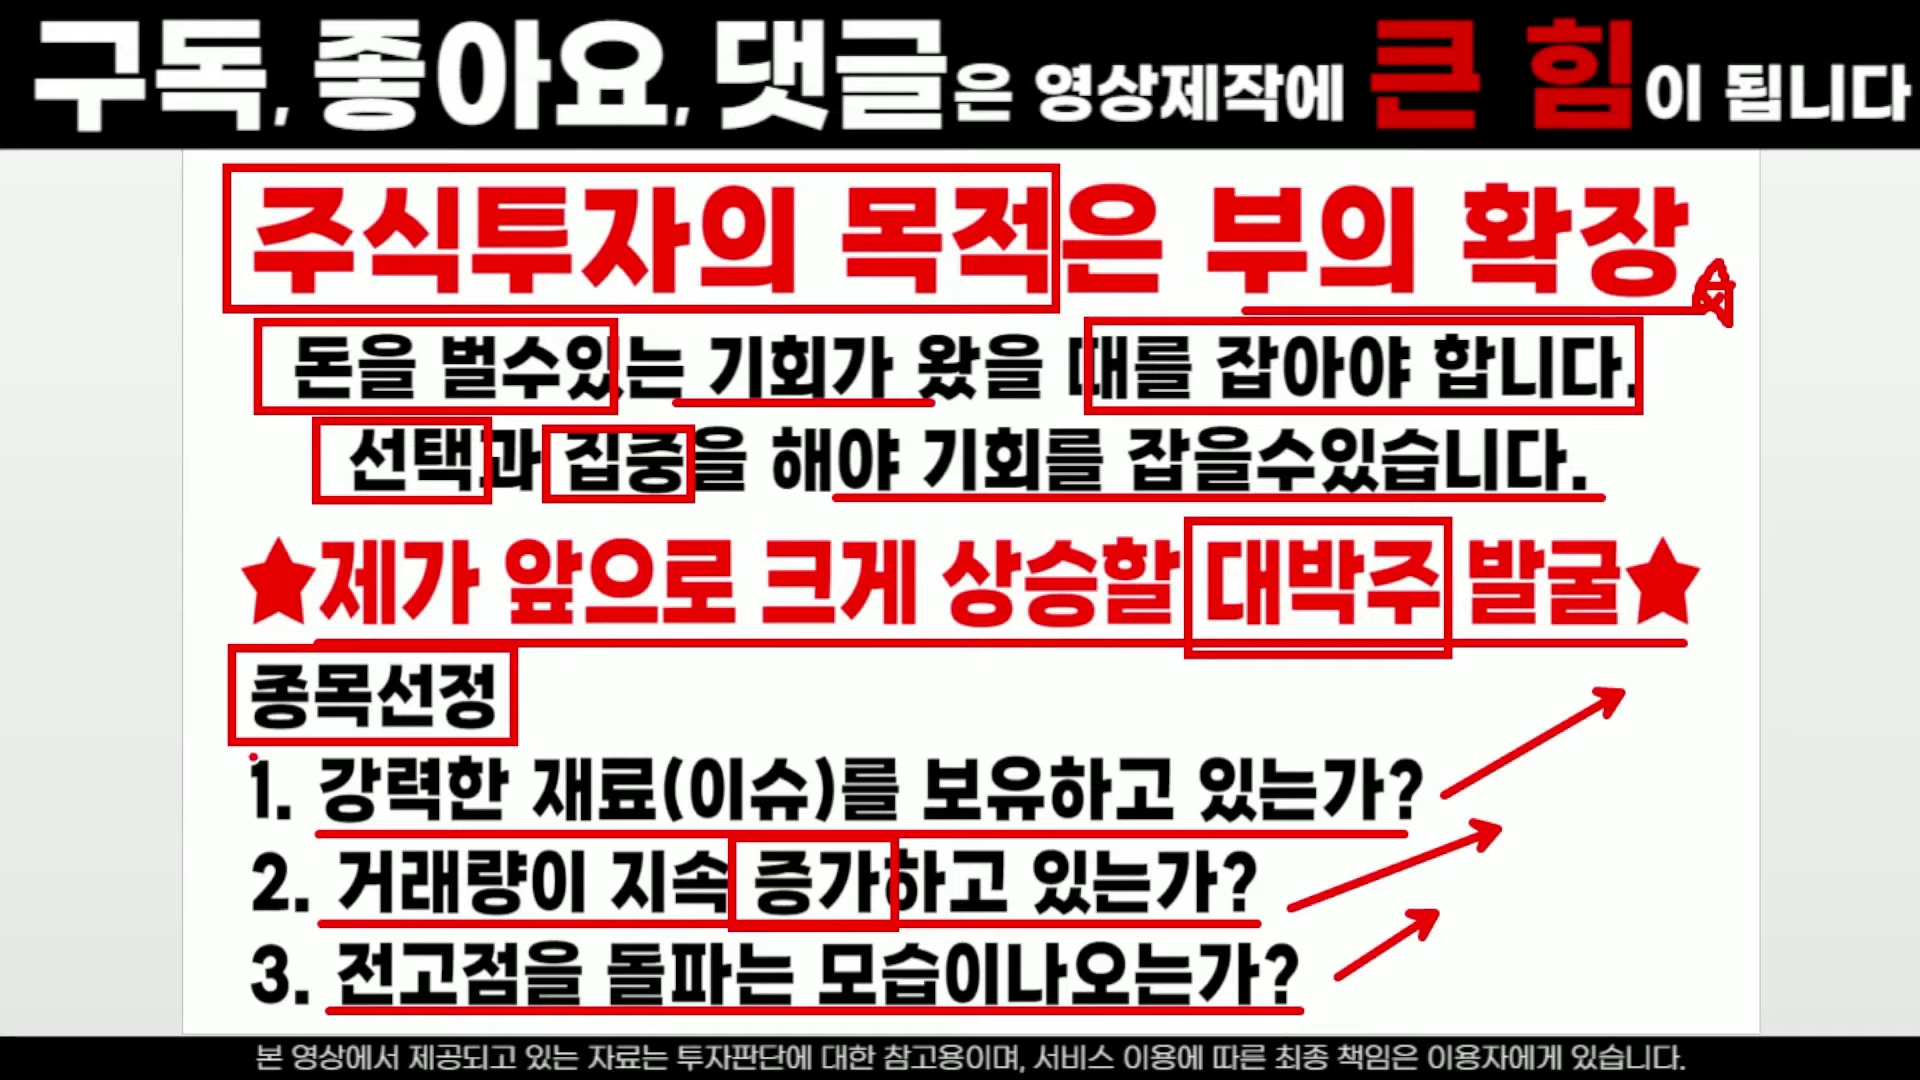 구독, 좋아요, 댓글은 영상제작에 큰 힘이 됩니다
주식투자의 목적은 부의 확장
돈을 벌수있는 기회가 왔을 대를 잡아야 합니다.
선택과 집중을 해야 기회를 잡을수있습니다.
★제가 앞으로 크게 상승할 대박주 발굴★
종목선정
1. 강력한 재료(이슈)를 보유하고 있는가?
2. 거래량이 지속 증가하고 있는가?
3. 전고점을 돌파는 모습이나오는가?
본 영상에서 제공되고 있는 자료는 투자판단에 대한 참고용이며, 서비스 이용에 따른 최종 책임은 이용자에게 있습니다.